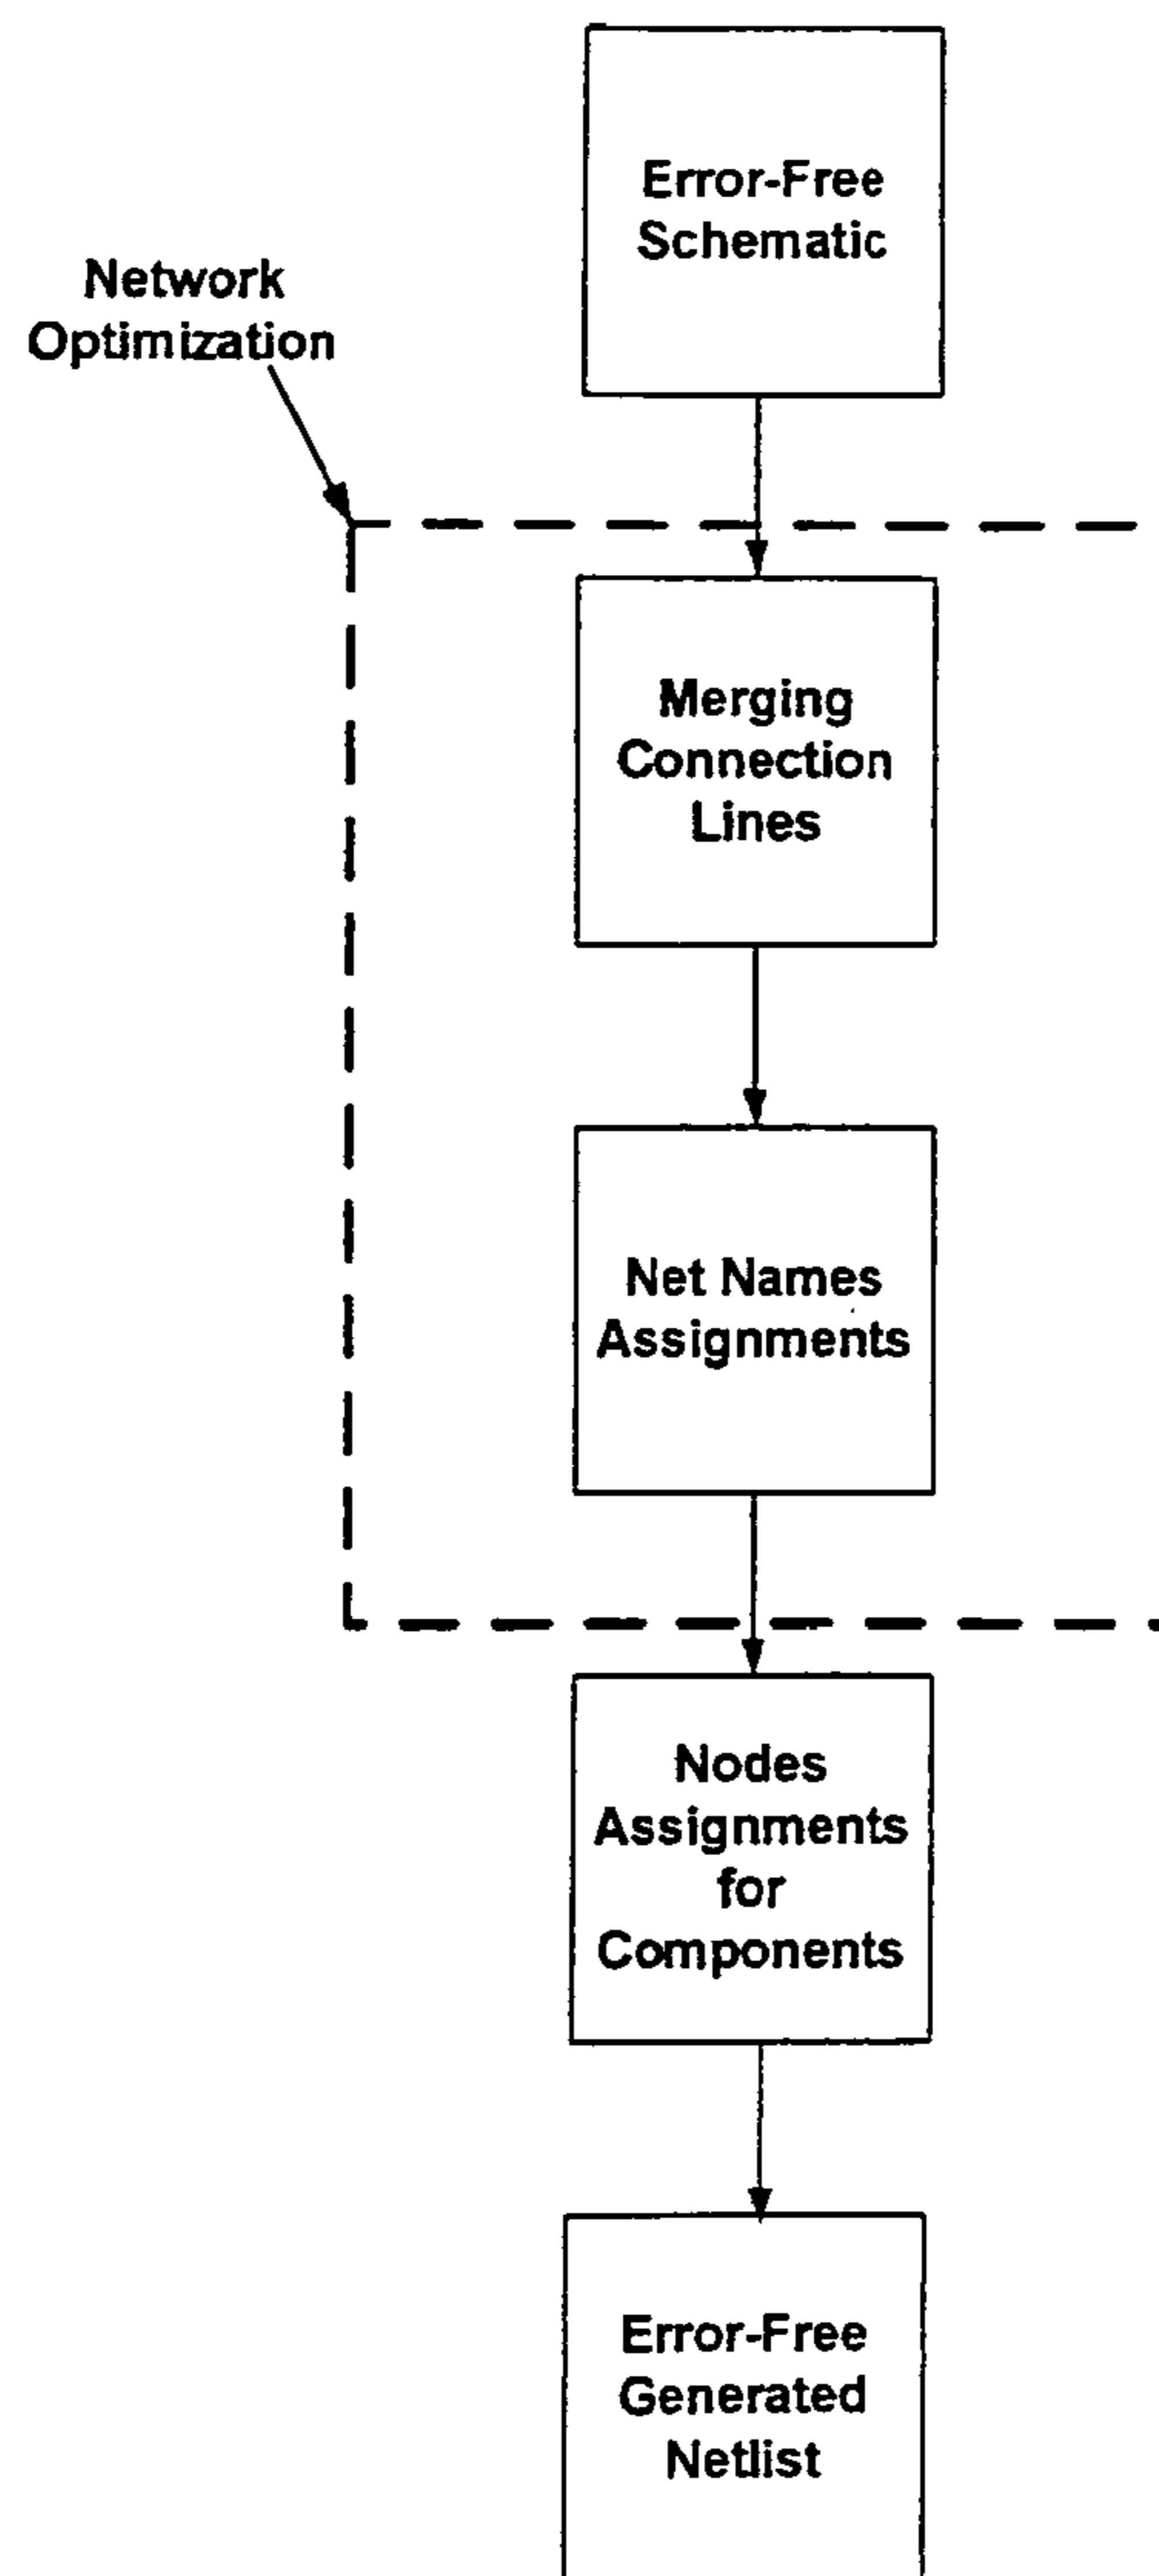 Error-Free
Schematic
Network
Optimization
Merging
Connection
Lines
Net Names
Assignments
Nodes
Assignments
for
Components
Error-Free
Generated
Netlist